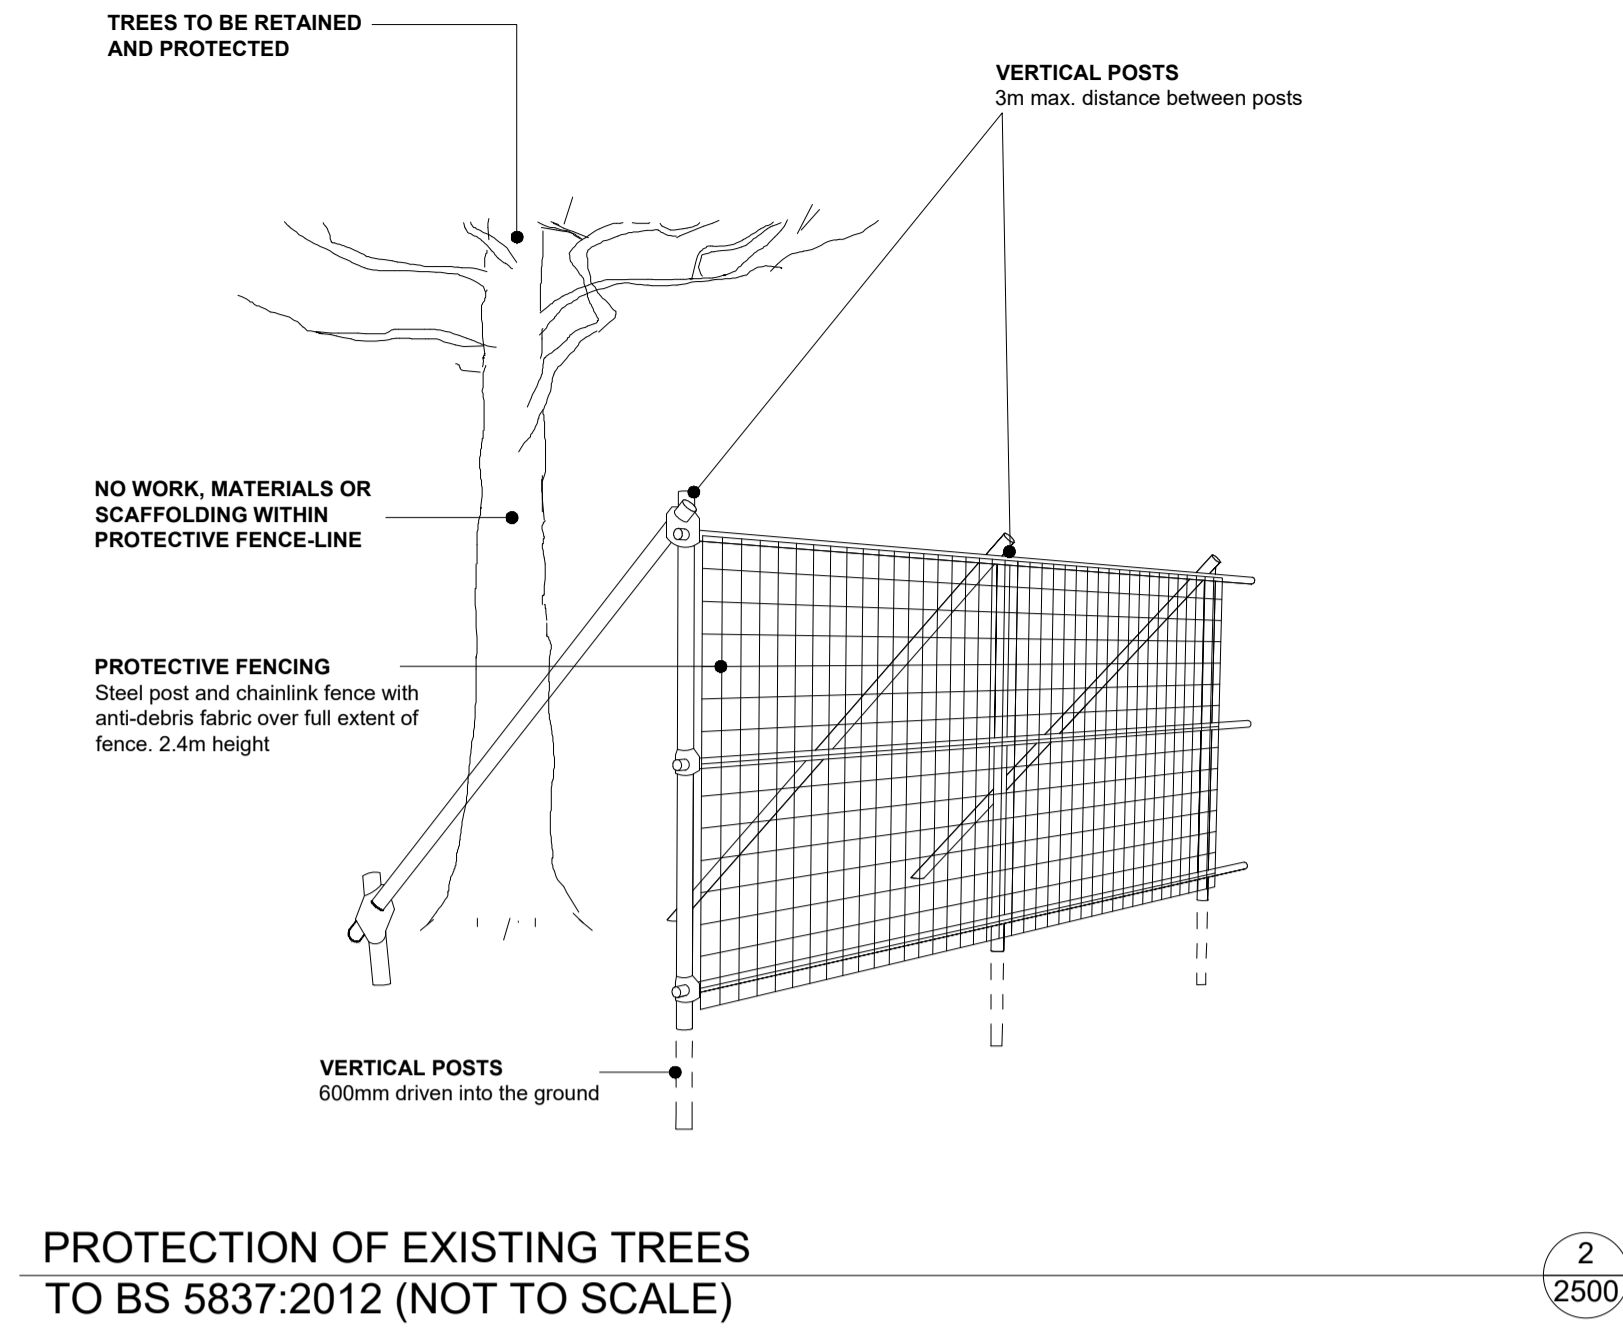 TREES TO BE RETAINED
AND PROTECTED
VERTICAL POSTS
3m max. distance between posts
NO WORK, MATERIALS OR
SCAFFOLDING WITHIN
PROTECTIVE FENCE-LINE
PROTECTIVE FENCING
Steel post and chainlink fence with
anti-debris fabric over full extent of
fence. 2.4m height
VERTICAL POSTS
600mm driven into the ground
PROTECTION OF EXISTING TREES
TO BS 5837:2012 (NOT TO SCALE)
2
2500